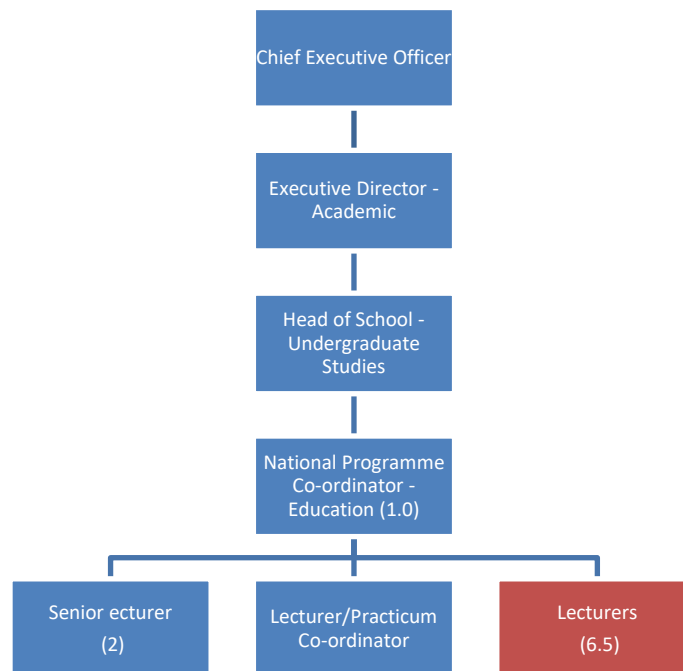 Chief Executive Officer
Executive Director -
Academic
Head of School -
Undergraduate
Studies
National Programme
Co-ordinator -
Education (1.0)
Senior ecturer
(2)
Lecturer/Practicum
Co-ordinator
Lecturers
(6.5)